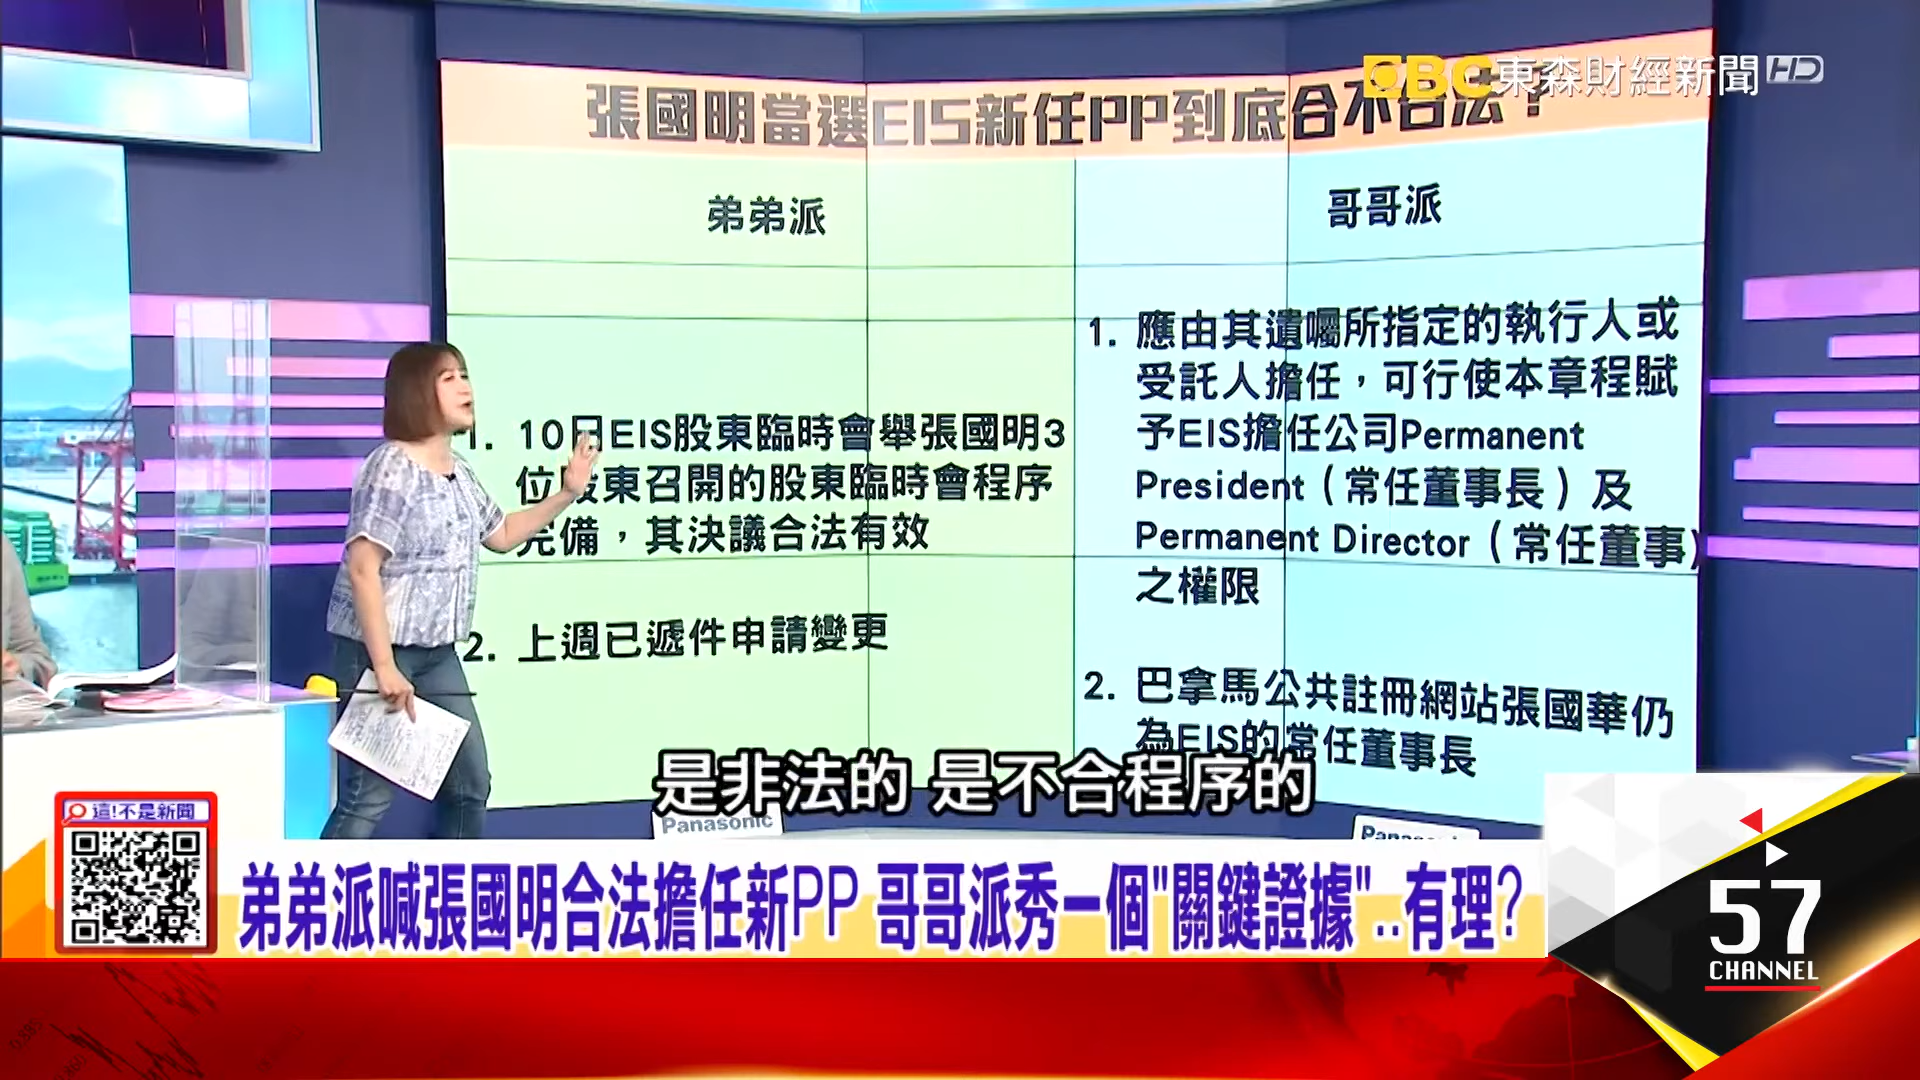 EBC東森財經新聞HD
張國明當選EIS新任PP到底合不合法？
弟弟派
1. 10日EIS股東臨時會舉張國明3
位股東召開的股東臨時會程序
完備，其決議合法有效
2. 上週已遞件申請變更
哥哥派
1. 應由其遺囑所指定的執行人或
受託人擔任，可行使本章程賦
予EIS擔任公司Permanent
President（常任董事長）及
Permanent Director（常任董事)
之權限
2. 巴拿馬公共註冊網站張國華仍
為EIS的常任董事長
是非法的 是不合程序的
Panasonic
Panasonic
這!不是新聞
弟弟派喊張國明合法擔任新PP 哥哥派秀一個"關鍵證據"..有理?
57
CHANNEL